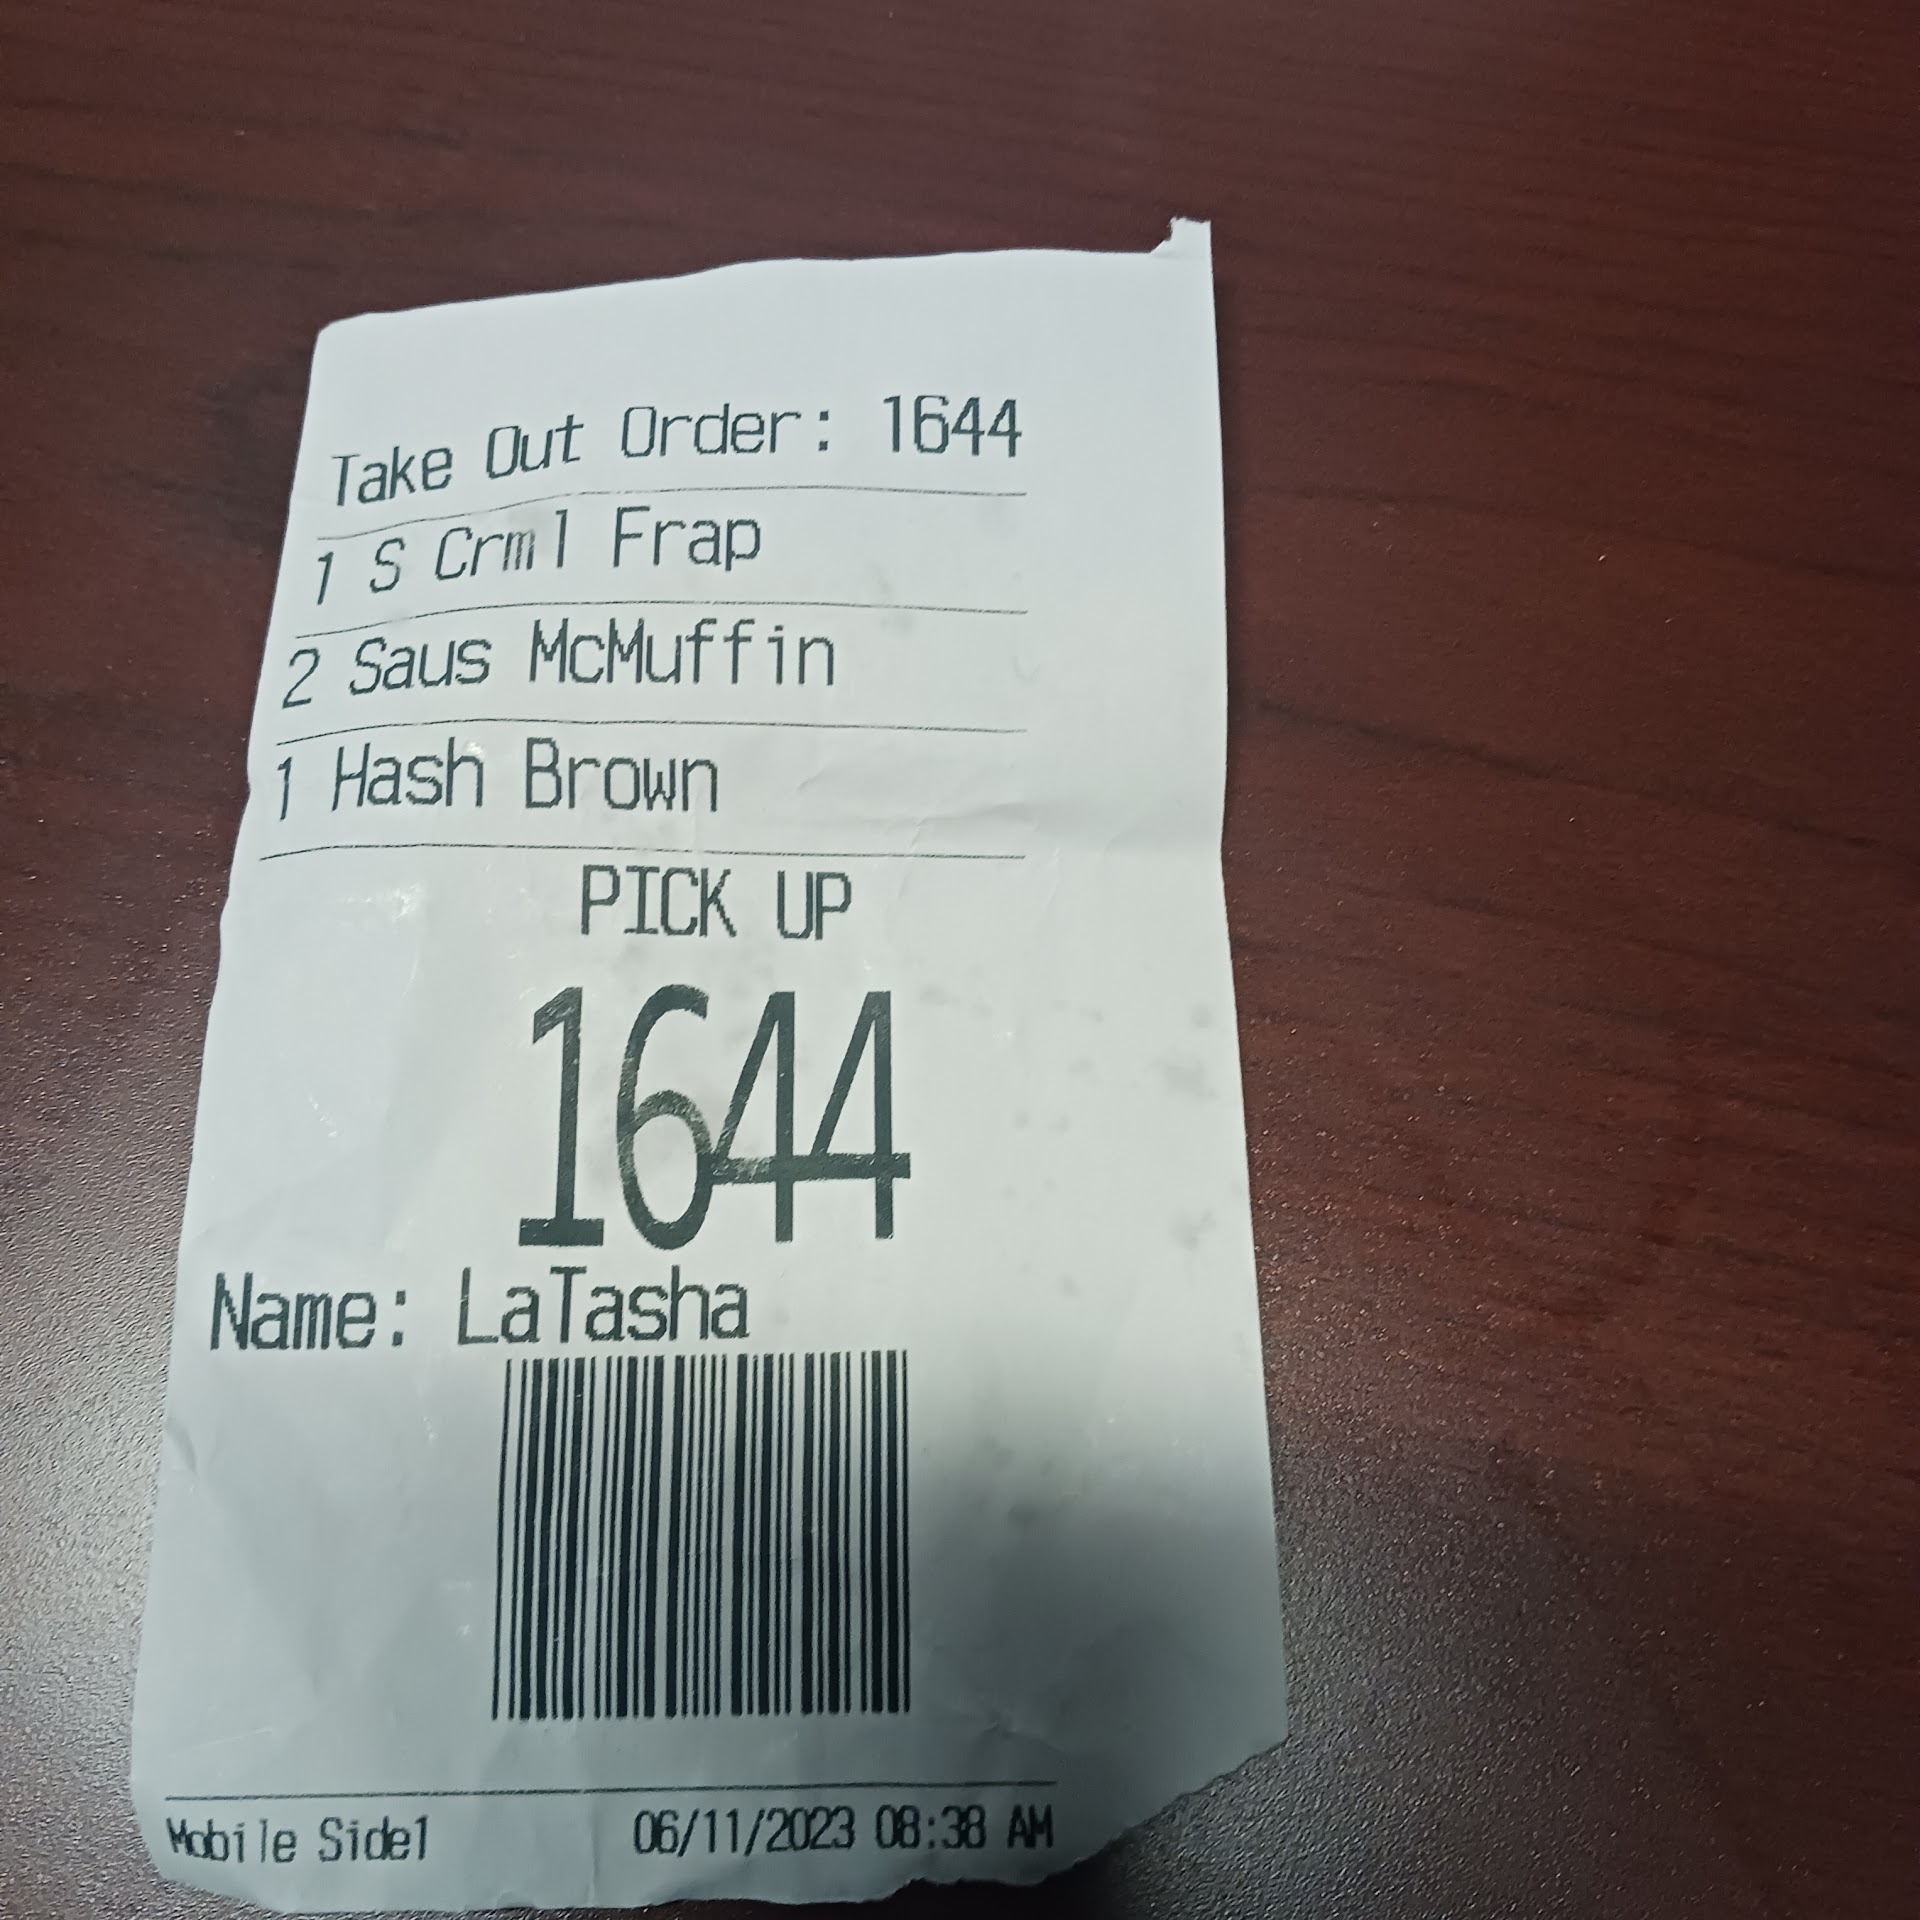 Take Out Order: 1644
1 S Crml Frap
2 Saus McMuffin
1 Hash Brown
PICK UP
1644
Name: LaTasha
Mobile Side1 06/11/2023 08:38 AM